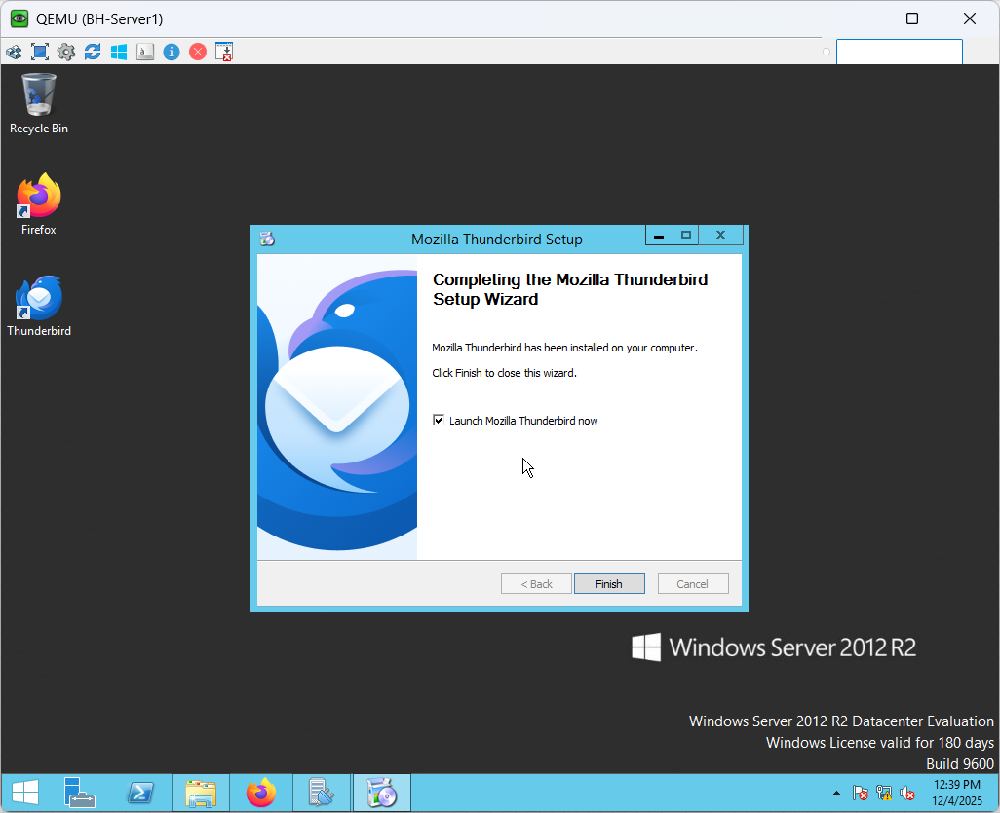 QEMU (BH-Server1)
Recycle Bin
Firefox
Thunderbird
Mozilla Thunderbird Setup
Completing the Mozilla Thunderbird
Setup Wizard
Mozilla Thunderbird has been installed on your computer.
Click Finish to close this wizard.
Launch Mozilla Thunderbird now
< Back
Finish
Cancel
Windows Server 2012 R2
Windows Server 2012 R2 Datacenter Evaluation
Windows License valid for 180 days
Build 9600
12:39 PM
12/4/2025